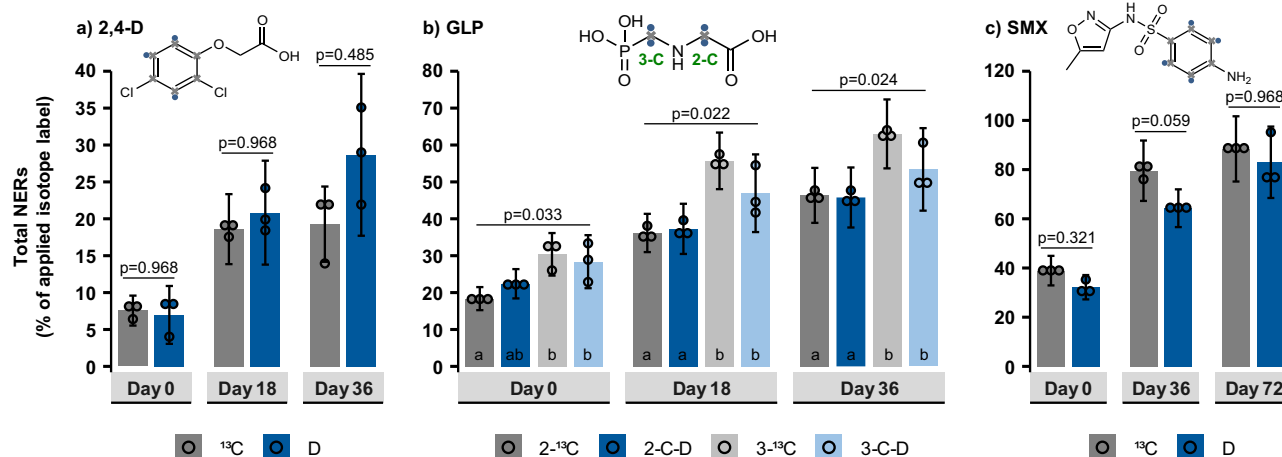 a) 2,4-D
b) GLP
c) SMX
Total NERs
(% of applied isotope label)
O
O
OH
Cl
Cl
45
40
35
30
25
20
15
10
5
0
p=0.968
p=0.968
p=0.485
Day 0
Day 18
Day 36
¹³C
D
OH
HO
P
O
3-C
N
H
2-C
O
OH
80
70
60
50
40
30
20
10
0
p=0.033
p=0.022
p=0.024
a
ab
b
b
a
a
b
b
a
a
b
b
Day 0
Day 18
Day 36
2-¹³C
2-C-D
3-¹³C
3-C-D
N
O
H
N
O
S
O
NH₂
120
100
80
60
40
20
0
p=0.321
p=0.059
p=0.968
Day 0
Day 36
Day 72
¹³C
D